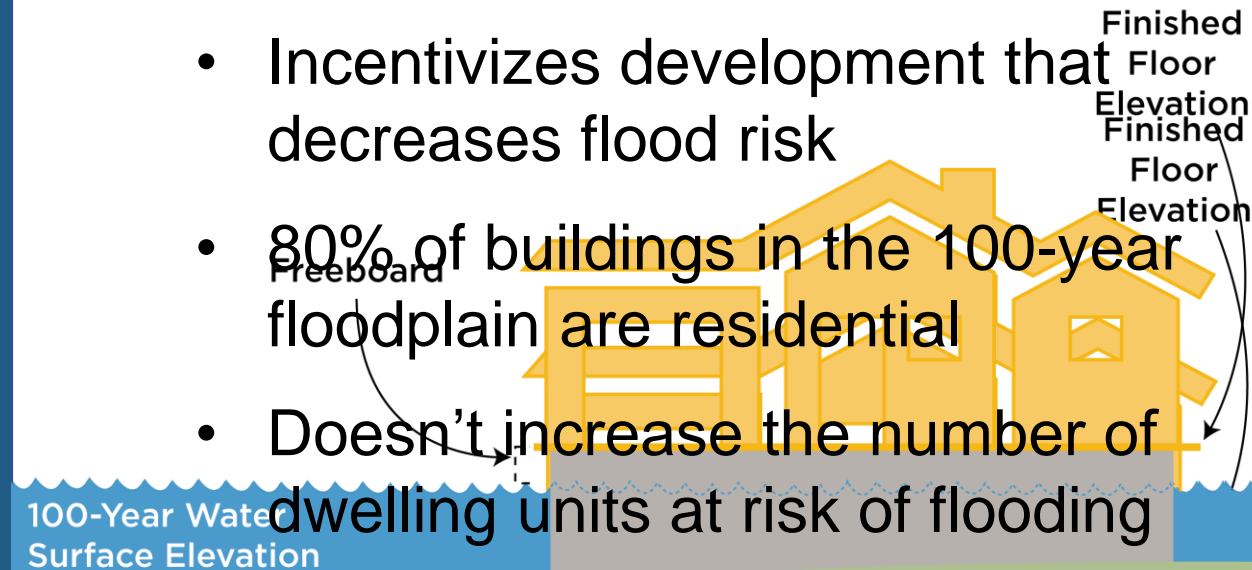 Finished
Floor
Elevation
• Incentivizes development that
decreases flood risk
Finished
Floor
Elevation
• 80% of buildings in the 100-year
floodplain are residential
Freeboard
• Doesn’t increase the number of
dwelling units at risk of flooding
100-Year Water
Surface Elevation